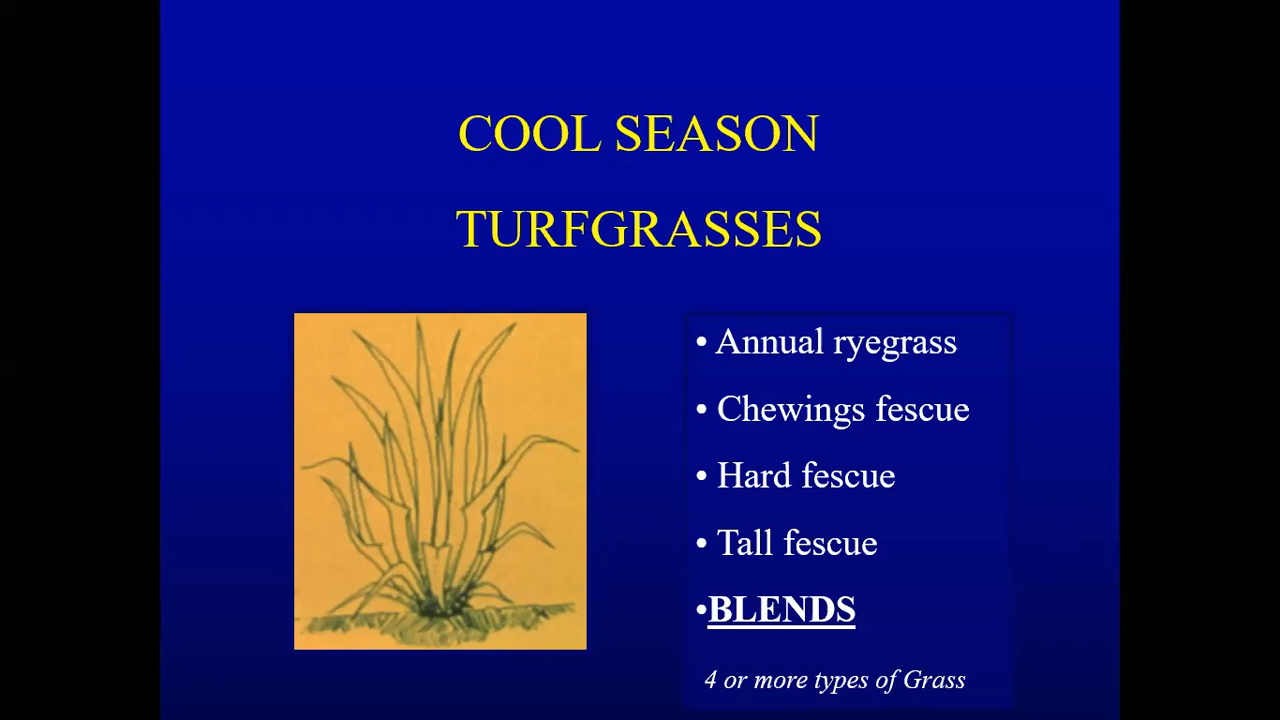 COOL SEASON
TURFGRASSES
• Annual ryegrass
• Chewings fescue
• Hard fescue
• Tall fescue
•BLENDS
4 or more types of Grass